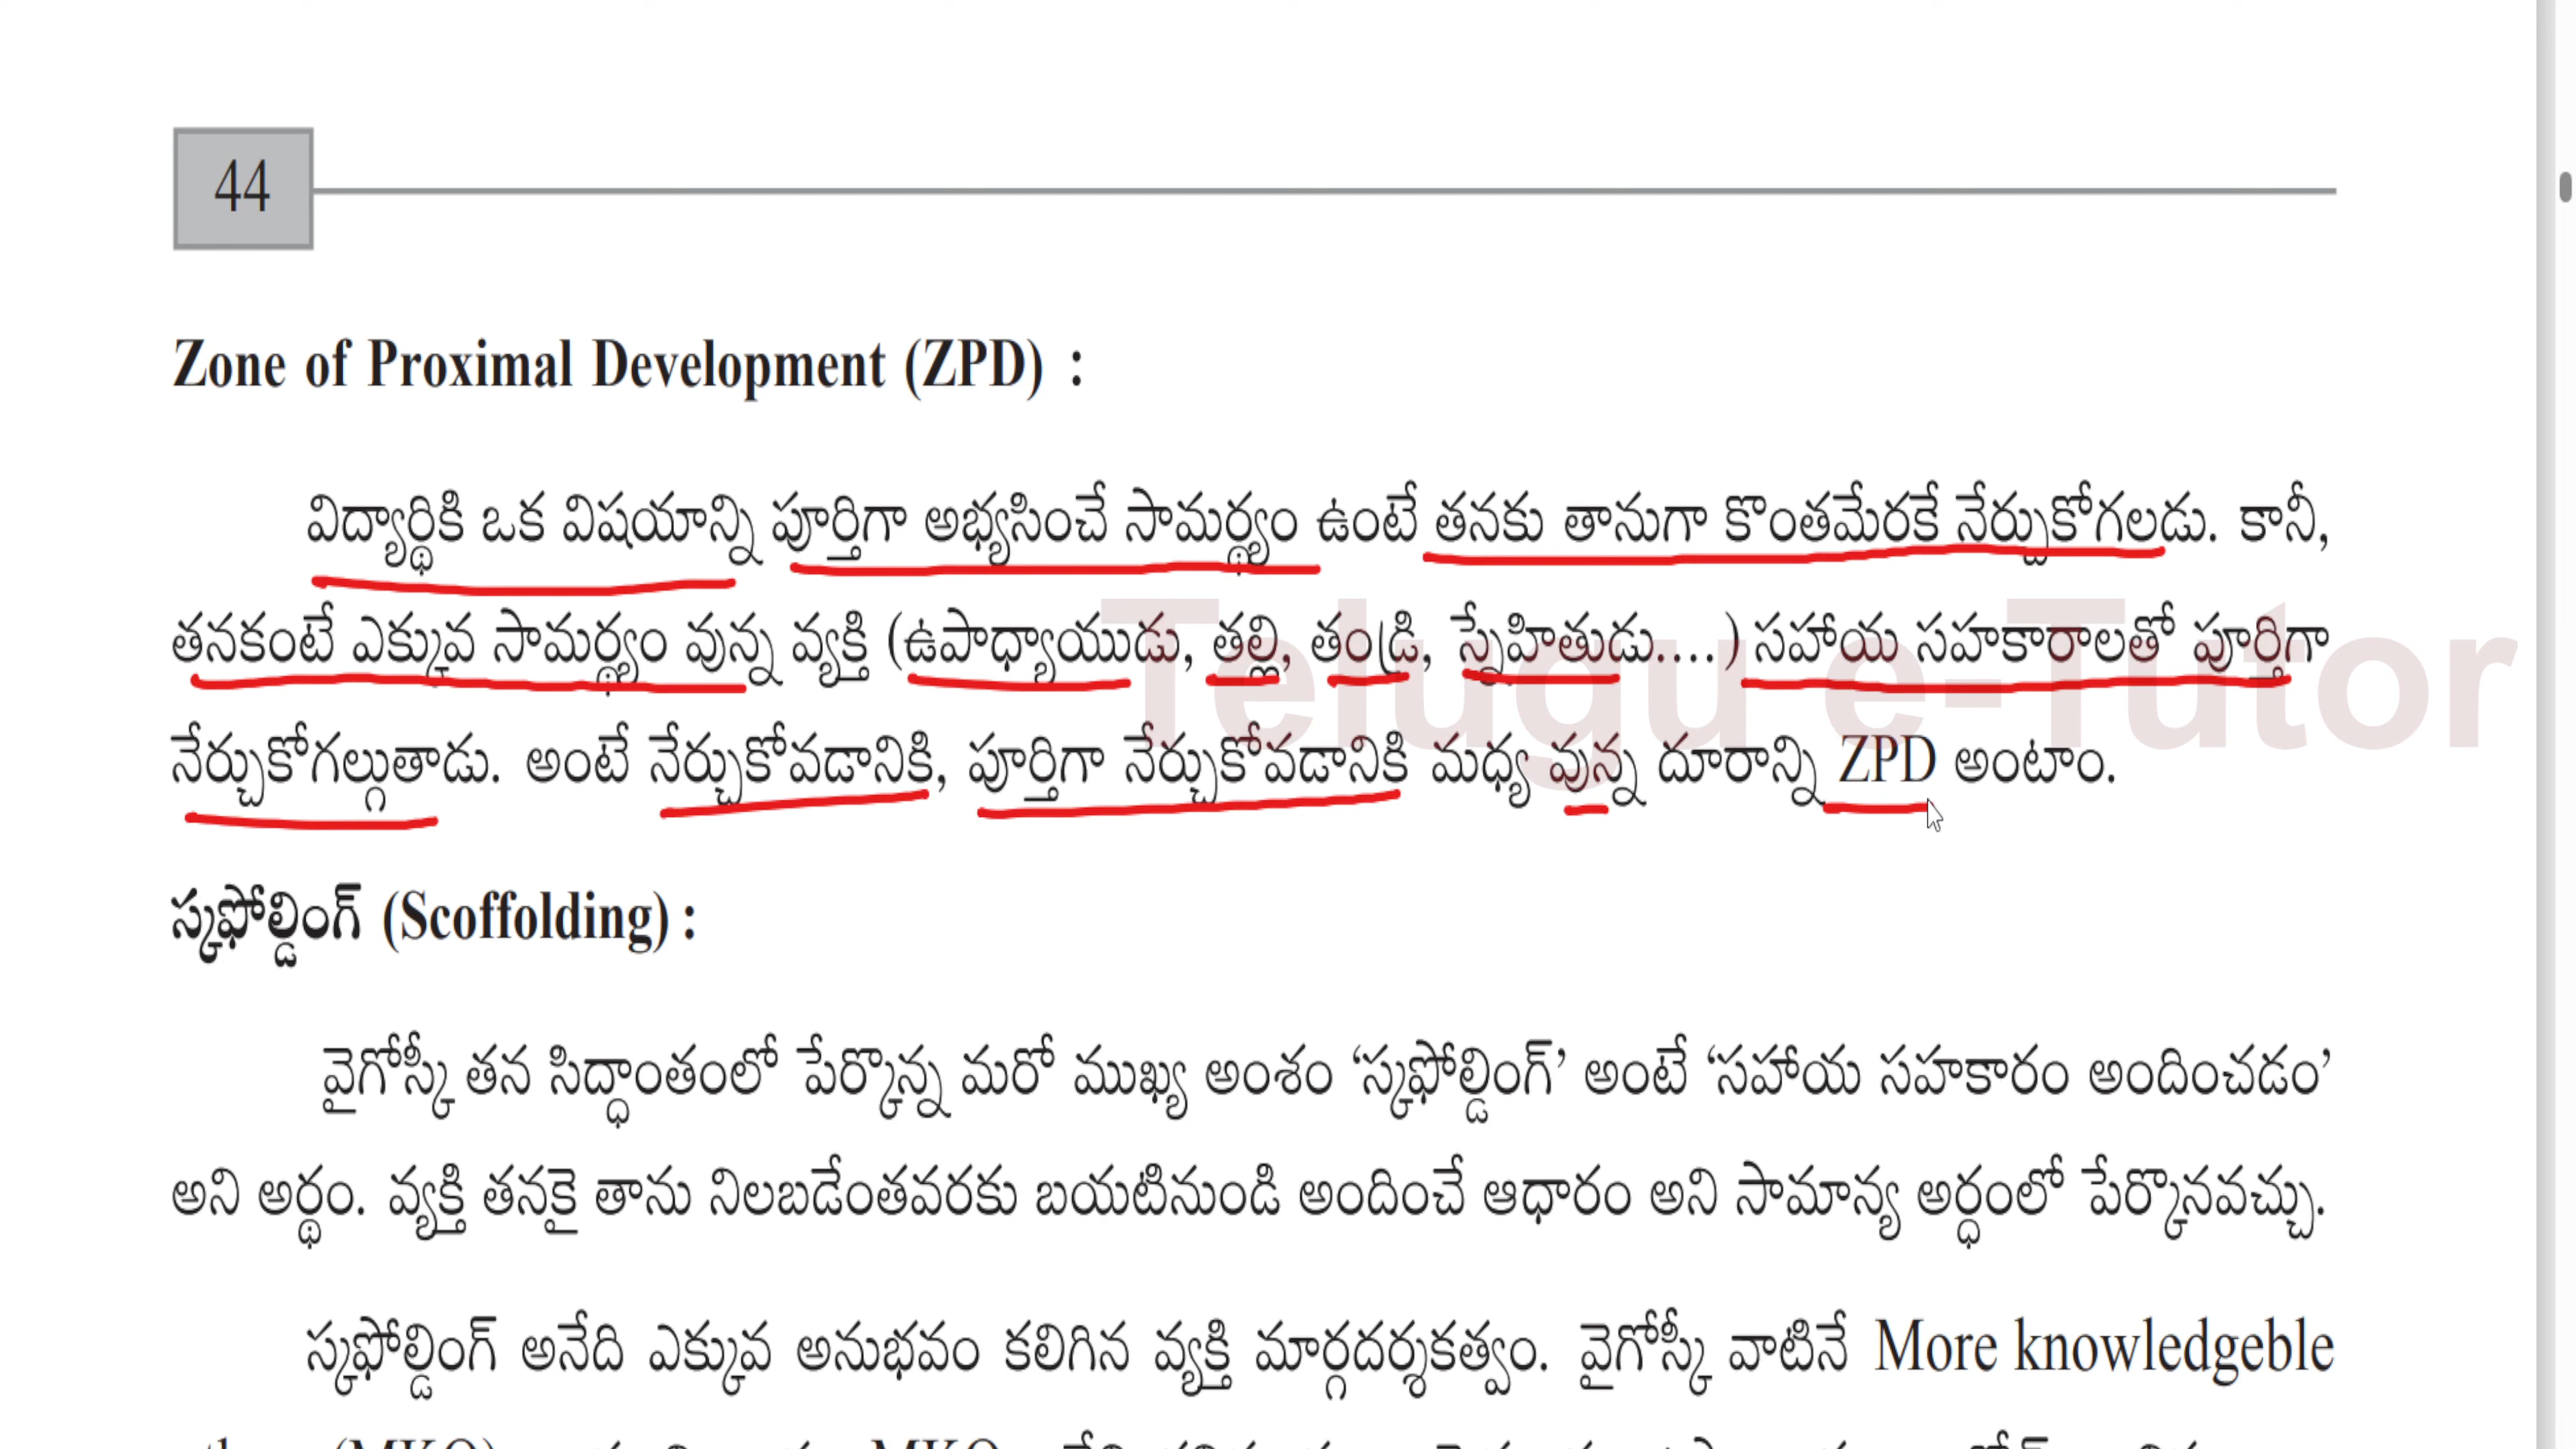 44
Zone of Proximal Development (ZPD) :
విద్యార్థికి ఒక విషయాన్ని పూర్తిగా అభ్యసించే సామర్థ్యం ఉంటే తనకు తానుగా కొంతమేరకే నేర్చుకోగలడు. కానీ,
తనకంటే ఎక్కువ సామర్థ్యం వున్న వ్యక్తి (ఉపాధ్యాయుడు, తల్లి, తండ్రి, స్నేహితుడు....) సహాయ సహకారాలతో పూర్తిగా
Telugu e-Tutor
నేర్చుకోగల్గుతాడు. అంటే నేర్చుకోవడానికి, పూర్తిగా నేర్చుకోవడానికి మధ్య వున్న దూరాన్ని ZPD అంటాం.
స్కఫోల్డింగ్ (Scoffolding) :
వైగోస్కీ తన సిద్ధాంతంలో పేర్కొన్న మరో ముఖ్య అంశం ‘స్కఫోల్డింగ్’ అంటే ‘సహాయ సహకారం అందించడం’
అని అర్థం. వ్యక్తి తనకై తాను నిలబడేంతవరకు బయటినుండి అందించే ఆధారం అని సామాన్య అర్ధంలో పేర్కొనవచ్చు.
స్కఫోల్డింగ్ అనేది ఎక్కువ అనుభవం కలిగిన వ్యక్తి మార్గదర్శకత్వం. వైగోస్కీ వాటినే More knowledgeble